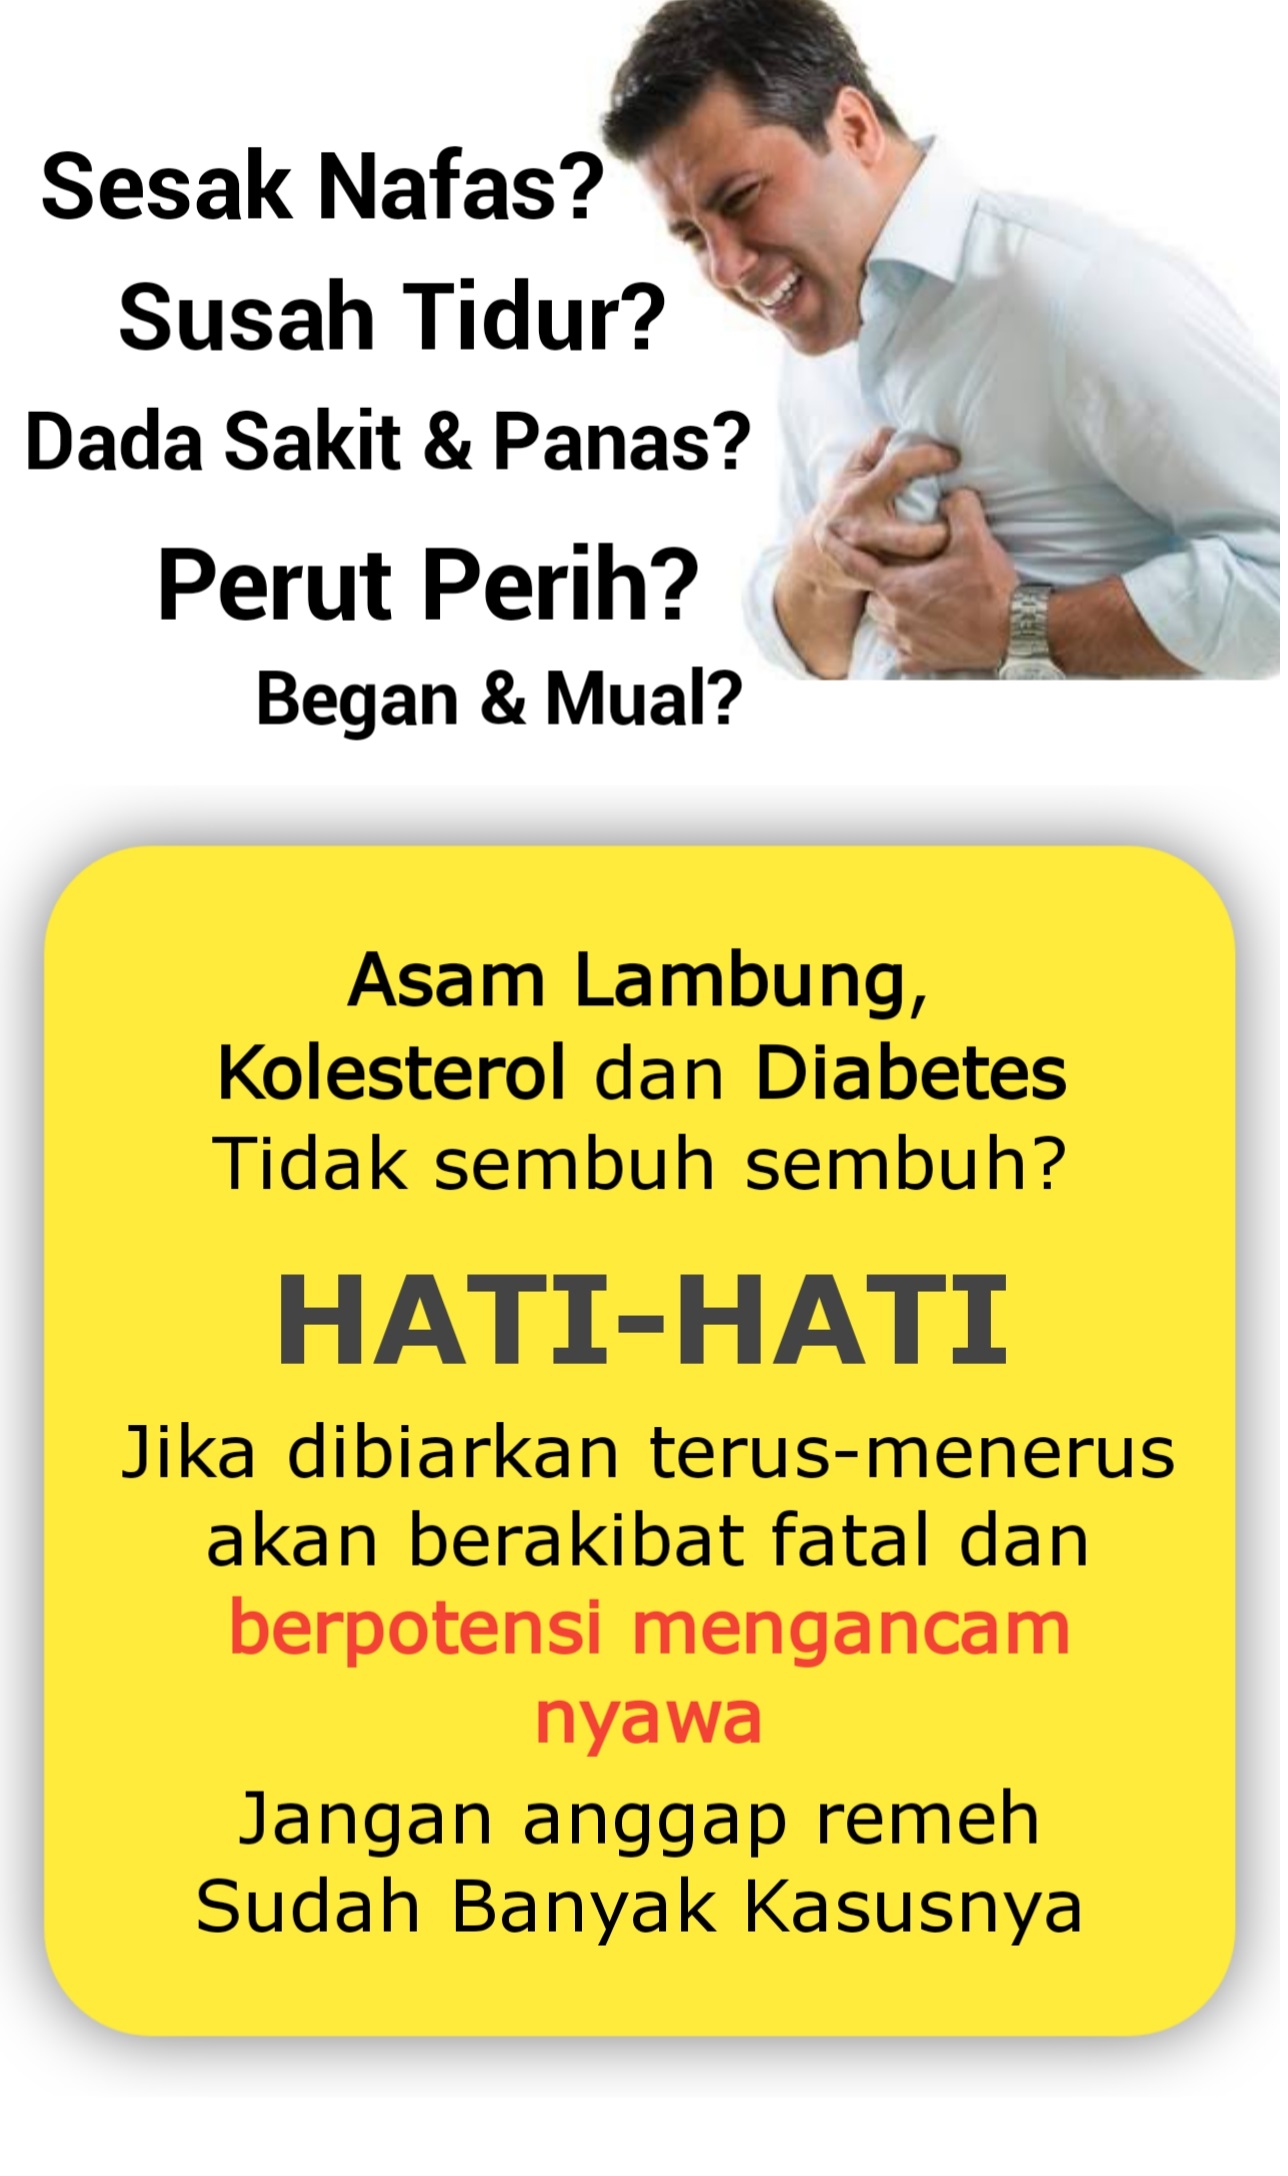 Sesak Nafas?
Susah Tidur?
Dada Sakit & Panas?
Perut Perih?
Began & Mual?
Asam Lambung,
Kolesterol dan Diabetes
Tidak sembuh sembuh?
HATI-HATI
Jika dibiarkan terus-menerus
akan berakibat fatal dan
berpotensi mengancam
nyawa
Jangan anggap remeh
Sudah Banyak Kasusnya